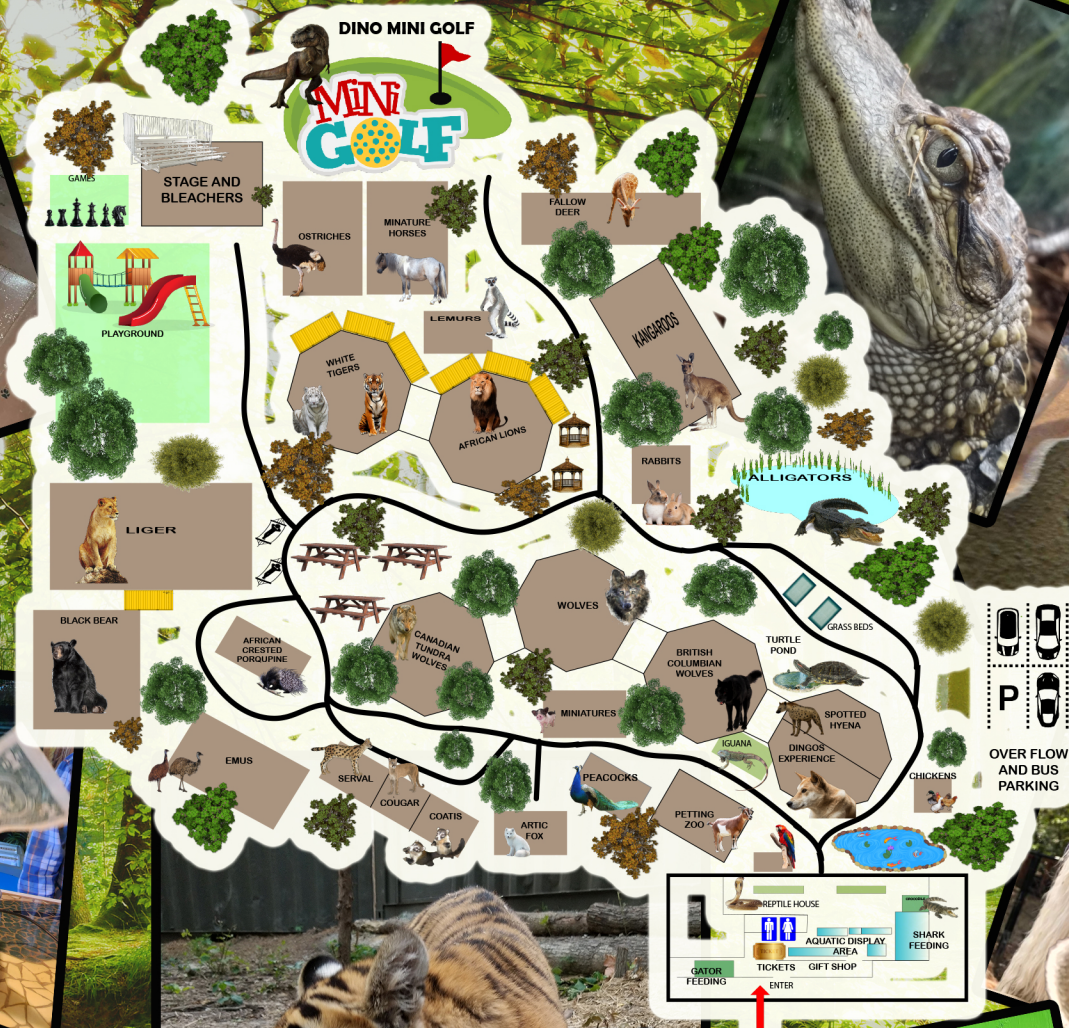 DINO MINI GOLF
MiNi
GOLF
GAMES
STAGE AND
BLEACHERS
OSTRICHES
MINATURE
HORSES
FALLOW
DEER
LEMURS
KANGAROOS
PLAYGROUND
WHITE
TIGERS
AFRICAN LIONS
RABBITS
ALLIGATORS
LIGER
WOLVES
GRASS BEDS
BLACK BEAR
AFRICAN
CRESTED
PORQUPINE
CANADIAN
TUNDRA
WOLVES
BRITISH
COLUMBIAN
WOLVES
TURTLE
POND
P
MINIATURES
SPOTTED
HYENA
IGUANA
DINGOS
EXPERIENCE
OVER FLOW
AND BUS
PARKING
EMUS
SERVAL
COUGAR
COATIS
PEACOCKS
CHICKENS
ARTIC
FOX
PETTING
ZOO
REPTILE HOUSE
AQUATIC DISPLAY
AREA
SHARK
FEEDING
GATOR
FEEDING
TICKETS
GIFT SHOP
ENTER